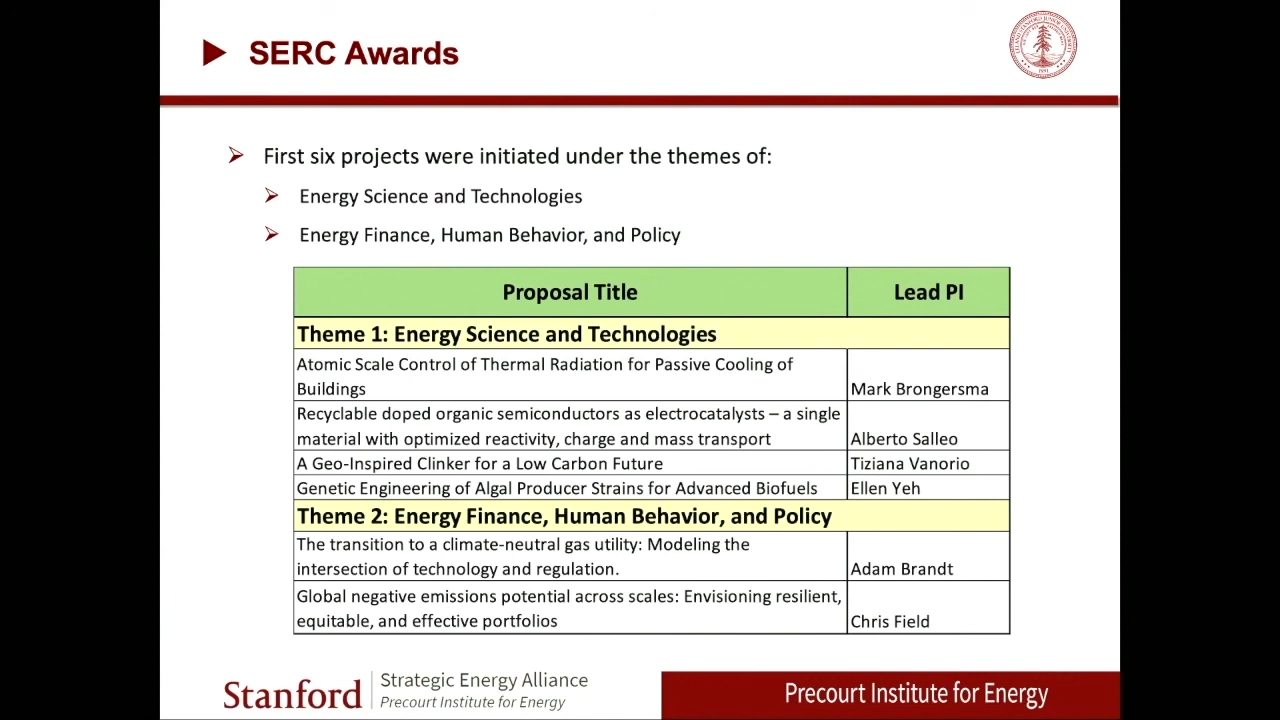 SERC Awards
First six projects were initiated under the themes of:
Energy Science and Technologies
Energy Finance, Human Behavior, and Policy
Proposal Title
Lead PI
Theme 1: Energy Science and Technologies
Atomic Scale Control of Thermal Radiation for Passive Cooling of
Buildings
Mark Brongersma
Recyclable doped organic semiconductors as electrocatalysts – a single
material with optimized reactivity, charge and mass transport
Alberto Salleo
A Geo-Inspired Clinker for a Low Carbon Future
Tiziana Vanorio
Genetic Engineering of Algal Producer Strains for Advanced Biofuels
Ellen Yeh
Theme 2: Energy Finance, Human Behavior, and Policy
The transition to a climate-neutral gas utility: Modeling the
intersection of technology and regulation.
Adam Brandt
Global negative emissions potential across scales: Envisioning resilient,
equitable, and effective portfolios
Chris Field
Stanford
Strategic Energy Alliance
Precourt Institute for Energy
Precourt Institute for Energy